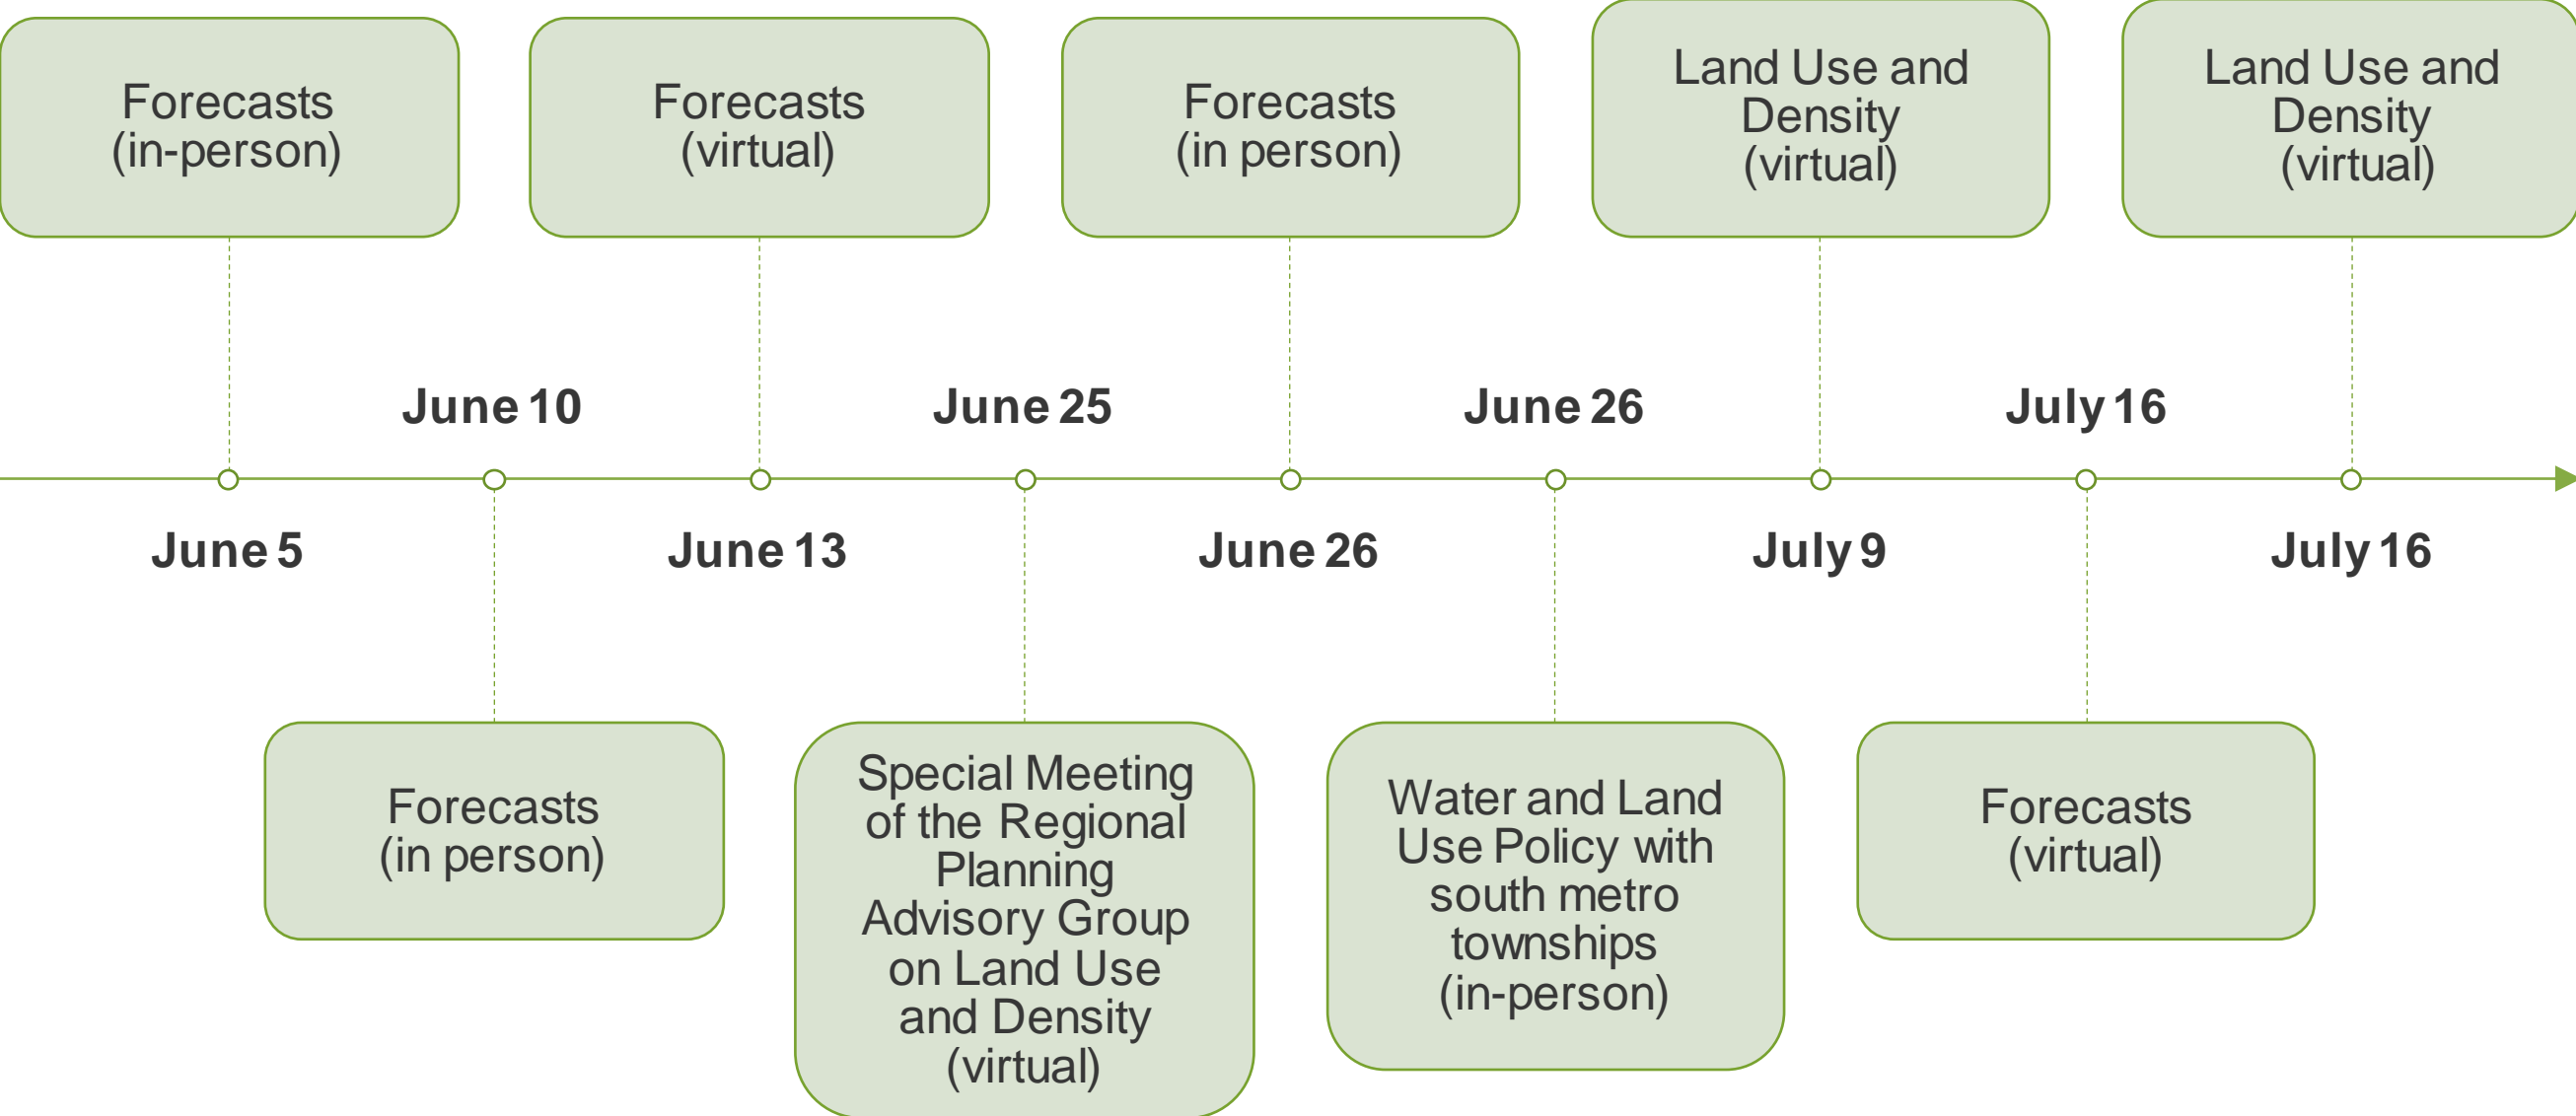 Forecasts
(in-person)
Forecasts
(virtual)
Forecasts
(in person)
Land Use and
Density
(virtual)
Land Use and
Density
(virtual)
June 10
June 25
June 26
July 16
June 5
June 13
June 26
July 9
July 16
Forecasts
(in person)
Special Meeting
of the Regional
Planning
Advisory Group
on Land Use
and Density
(virtual)
Water and Land
Use Policy with
south metro
townships
(in-person)
Forecasts
(virtual)